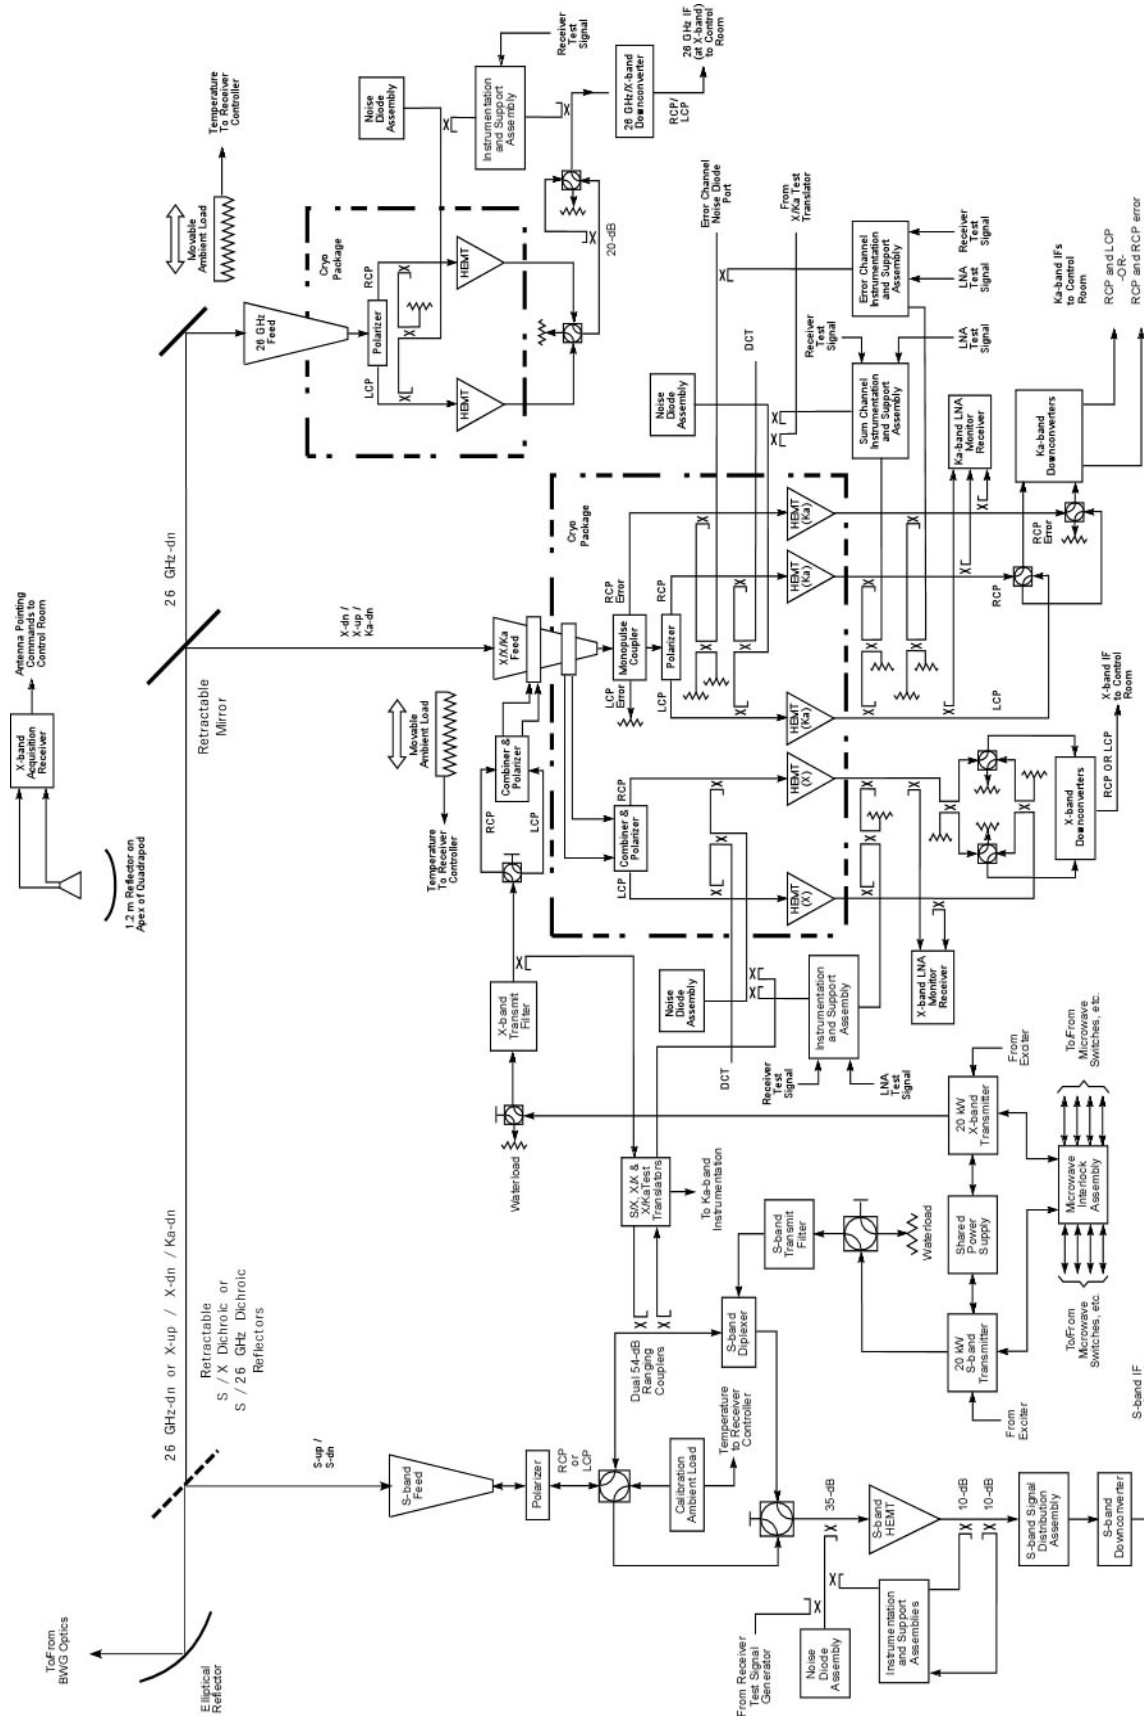 To/From
BWG Optics
Elliptical
Reflector
26 GHz-dn or X-up / X-dn / Ka-dn
Retractable
S / X Dichroic or
S / 26 GHz Dichroic
Reflectors
1.2 m Reflector on
Apex of Quadrapod
X-band
Acquisition
Receiver
Antenna Pointing
Commands to
Control Room
26 GHz-dn
Retractable
Mirror
Movable
Ambient Load
Temperature
To Receiver
Controller
26 GHz
Feed
Cryo
Package
Polarizer
LCP
RCP
HEMT
HEMT
Noise
Diode
Assembly
Instrumentation
and Support
Assembly
Receiver
Test
Signal
20-dB
26 GHz/X-band
Downconverter
RCP/
LCP
26 GHz IF
(at X-band)
to Control
Room
X-dn /
X-up /
Ka-dn
X/X/Ka
Feed
Movable
Ambient Load
Temperature
To Receiver
Controller
Combiner &
Polarizer
RCP
LCP
Cryo
Package
Monopulse
Coupler
LCP
Error
RCP
Error
Polarizer
LCP
RCP
Combiner &
Polarizer
LCP
RCP
HEMT
(X)
HEMT
(X)
HEMT
(Ka)
HEMT
(Ka)
HEMT
(Ka)
Error Channel
Noise Diode
Port
From
X/Ka Test
Translator
DCT
Noise
Diode
Assembly
Sum Channel
Instrumentation
and Support
Assembly
Receiver
Test Signal
LNA
Test
Signal
Error Channel
Instrumentation
and Support
Assembly
LNA
Test
Signal
Receiver
Test
Signal
Ka-band LNA
Monitor
Receiver
LCP
RCP
RCP
Error
Ka-band
Downconverters
Ka-band IFs
to Control
Room
RCP and LCP
-OR-
RCP and RCP error
X-band
Downconverters
X-band IF
to Control
Room
RCP OR LCP
X-band LNA
Monitor
Receiver
X-band
Transmit
Filter
Waterload
Noise
Diode
Assembly
DCT
Instrumentation
and Support
Assembly
Receiver
Test
Signal
LNA
Test
Signal
S/X, X/X &
X/KaTest
Translators
To Ka-band
Instrumentation
S-up /
S-dn
S-band
Feed
Polarizer
RCP
or
LCP
Dual 54-dB
Ranging
Couplers
S-band
Diplexer
S-band
Transmit
Filter
Waterload
Calibration
Ambient Load
Temperature
to Receiver
Controller
20 kW
S-band
Transmitter
From
Exciter
Shared
Power
Supply
20 kW
X-band
Transmitter
From
Exciter
Microwave
Interlock
Assembly
To/From
Microwave
Switches, etc.
To/From
Microwave
Switches, etc.
From Receiver
Test Signal
Generator
Noise
Diode
Assembly
35-dB
S-band
HEMT
Instrumentation
and Support
Assemblies
10-dB
10-dB
S-band Signal
Distribution
Assembly
S-band
Downconverter
S-band IF